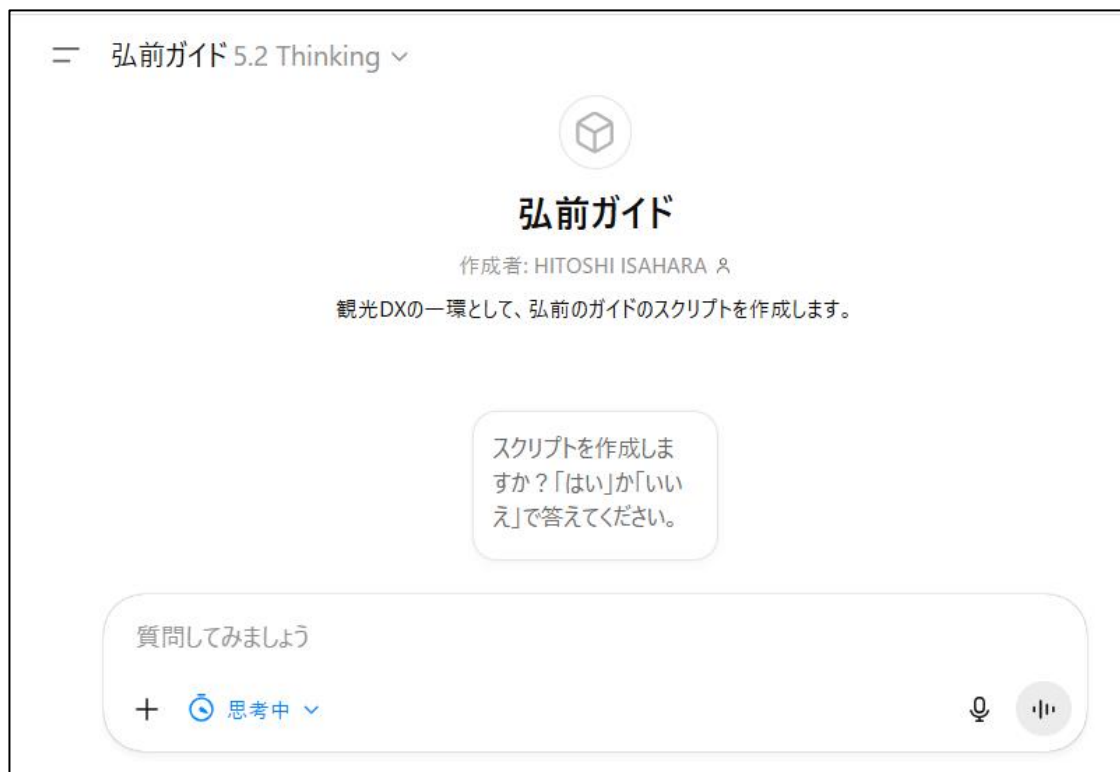 弘前ガイド 5.2 Thinking
弘前ガイド
作成者: HITOSHI ISAHARA
観光DXの一環として、弘前のガイドのスクリプトを作成します。
スクリプトを作成しま
すか？「はい」か「いい
え」で答えてください。
質問してみましょう
思考中